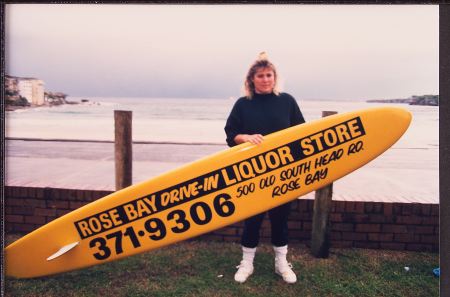 ROSE BAY DRIVE-IN LIQUOR STORE
371·9306
500 OLD SOUTH HEAD RD.
ROSE BAY